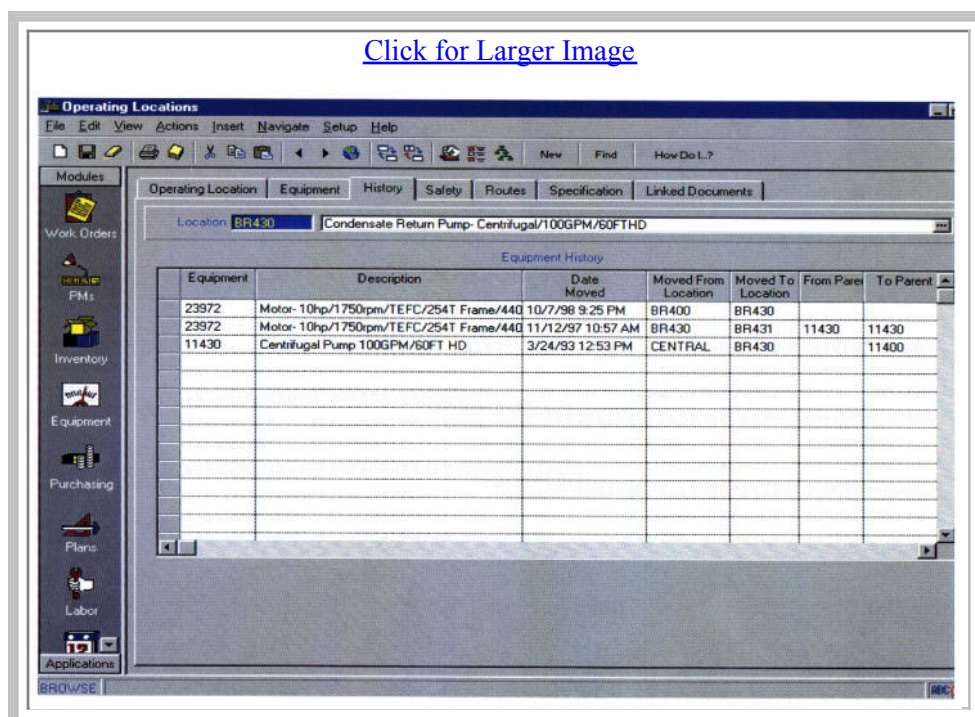 Click for Larger Image
Operating Locations
File Edit View Actions Insert Navigate Setup Help
New Find How Do I..?
Modules
Work Orders
PMs
Inventory
Equipment
Purchasing
Plans
Labor
12
Applications
Operating Location Equipment History Safety Routes Specification Linked Documents
Location BR430 Condensate Return Pump- Centrifugal/100GPM/60FTHD
Equipment History
Equipment Description Date Moved Moved From Location Moved To Location From Paren To Parent
23972 Motor- 10hp/1750rpm/TEFC/254T Frame/440 10/7/98 9:25 PM BR400 BR430
23972 Motor- 10hp/1750rpm/TEFC/254T Frame/440 11/12/97 10:57 AM BR430 BR431 11430 11430
11430 Centrifugal Pump 100GPM/60FT HD 3/24/93 12:53 PM CENTRAL BR430 11400
BROWSE
ABC